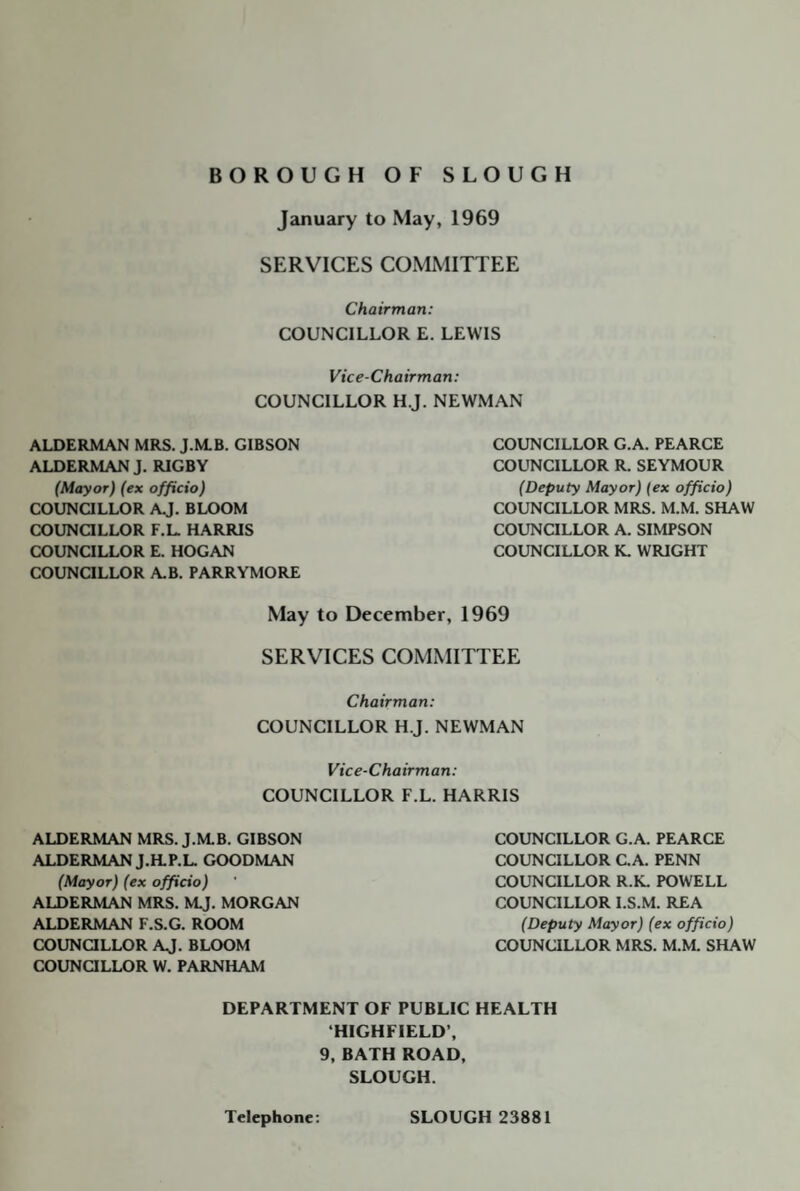 BOROUGH OF SLOUGH
January to May, 1969
SERVICES COMMITTEE
Chairman:
COUNCILLOR E. LEWIS
Vice-Chairman:
COUNCILLOR H.J. NEWMAN
ALDERMAN MRS. J.M.B. GIBSON
ALDERMAN J. RIGBY
(Mayor) (ex officio)
COUNCILLOR A.J. BLOOM
COUNCILLOR F.L. HARRIS
COUNCILLOR E. HOGAN
COUNCILLOR A.B. PARRYMORE
COUNCILLOR G.A. PEARCE
COUNCILLOR R. SEYMOUR
(Deputy Mayor) (ex officio)
COUNCILLOR MRS. M.M. SHAW
COUNCILLOR A. SIMPSON
COUNCILLOR K. WRIGHT
May to December, 1969
SERVICES COMMITTEE
Chairman:
COUNCILLOR H.J. NEWMAN
Vice-Chairman:
COUNCILLOR F.L. HARRIS
ALDERMAN MRS. J.M.B. GIBSON
ALDERMAN J.H.P.L. GOODMAN
(Mayor) (ex officio)
ALDERMAN MRS. M.J. MORGAN
ALDERMAN F.S.G. ROOM
COUNCILLOR A.J. BLOOM
COUNCILLOR W. PARNHAM
COUNCILLOR G.A. PEARCE
COUNCILLOR C.A. PENN
COUNCILLOR R.K. POWELL
COUNCILLOR I.S.M. REA
(Deputy Mayor) (ex officio)
COUNCILLOR MRS. M.M. SHAW
DEPARTMENT OF PUBLIC HEALTH
‘HIGHFIELD’,
9, BATH ROAD,
SLOUGH.
Telephone: SLOUGH 23881